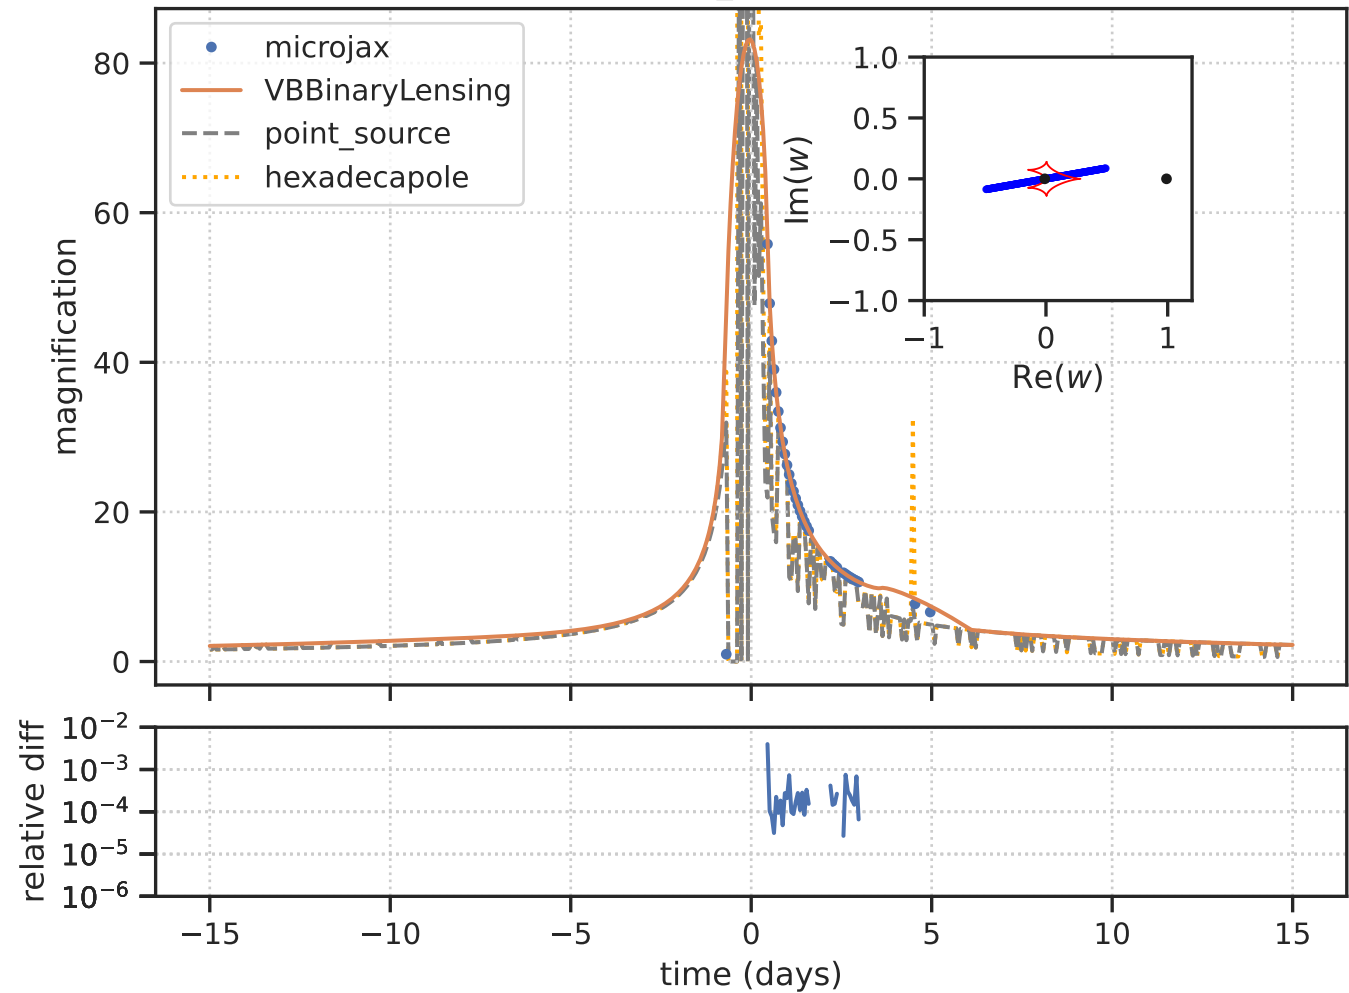 microjax
VBBinaryLensing
point_source
hexadecapole
magnification
80
60
40
20
0
Im(w)
1.0
0.5
0.0
−0.5
−1.0
−1 0 1
Re(w)
relative diff
10⁻²
10⁻³
10⁻⁴
10⁻⁵
10⁻⁶
−15 −10 −5 0 5 10 15
time (days)